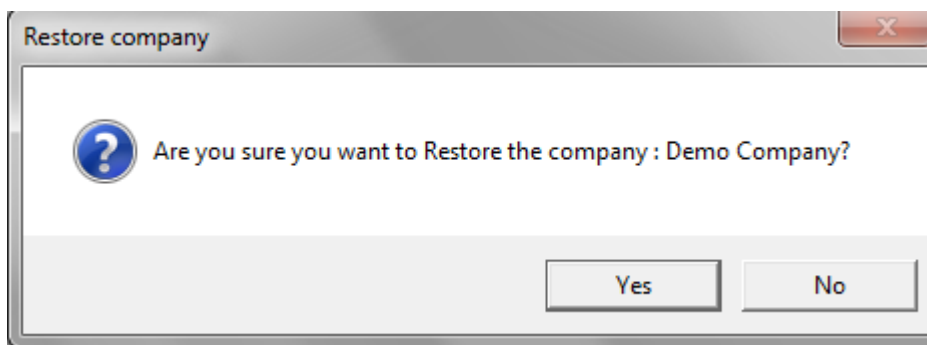 Restore company
Are you sure you want to Restore the company : Demo Company?
Yes
No